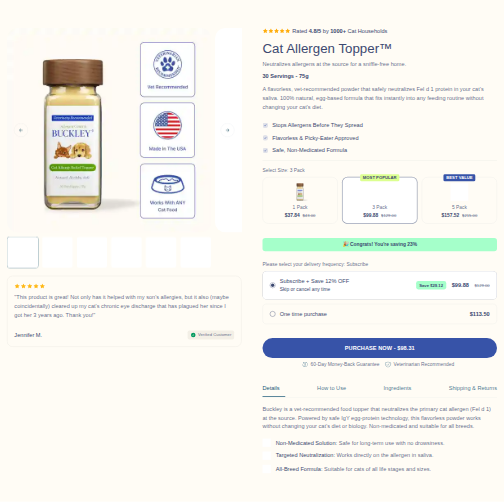 Rated 4.8/5 by 1000+ Cat Households
Cat Allergen Topper™
Neutralizes allergens at the source for a sniffle-free home.
30 Servings - 75g
A flavorless, vet-recommended powder that safely neutralizes Fel d 1 protein in your cat's
saliva. 100% natural, egg-based formula that fits instantly into any feeding routine without
changing your cat's diet.
Stops Allergens Before They Spread
Flavorless & Picky-Eater Approved
Safe, Non-Medicated Formula
Select Size: 3 Pack
MOST POPULAR
BEST VALUE
1 Pack
$37.84
3 Pack
$99.88
5 Pack
$157.52
🎉 Congrats! You're saving 23%
Please select your delivery frequency: Subscribe
Subscribe + Save 12% OFF
Skip or cancel any time
$99.88
One time purchase
$113.50
PURCHASE NOW - $98.31
60-Day Money-Back Guarantee
Veterinarian Recommended
Details
How to Use
Ingredients
Shipping & Returns
Buckley is a vet-recommended food topper that neutralizes the primary cat allergen (Fel d 1)
at the source. Powered by safe IgY egg-protein technology, this flavorless powder works
without changing your cat's diet or biology. Non-medicated and suitable for all breeds.
Non-Medicated Solution: Safe for long-term use with no drowsiness.
Targeted Neutralization: Works directly on the allergen in saliva.
All-Breed Formula: Suitable for cats of all life stages and sizes.
BUCKLEY
Vet Recommended
Made In The USA
Works With ANY
Cat Food
"This product is great! Not only has it helped with my son's allergies, but it also (maybe
coincidentally) cleared up my cat's chronic eye discharge that has plagued her since I
got her 3 years ago. Thank you!"
Jennifer M.
Verified Customer